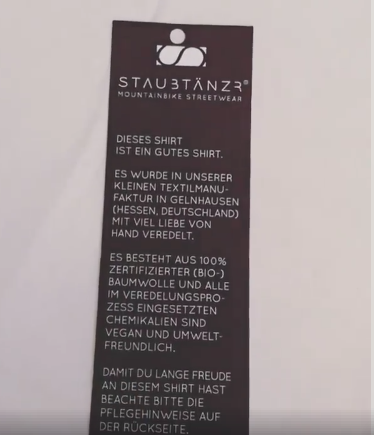 STAUBTÄNZR®
MOUNTAINBIKE STREETWEAR
DIESES SHIRT
IST EIN GUTES SHIRT.
ES WURDE IN UNSERER
KLEINEN TEXTILMANU-
FAKTUR IN GELNHAUSEN
(HESSEN, DEUTSCHLAND)
MIT VIEL LIEBE VON
HAND VEREDELT.
ES BESTEHT AUS 100%
ZERTIFIZIERTER (BIO-)
BAUMWOLLE UND ALLE
IM VEREDELUNGSPRO-
ZESS EINGESETZTEN
CHEMIKALIEN SIND
VEGAN UND UMWELT-
FREUNDLICH.
DAMIT DU LANGE FREUDE
AN DIESEM SHIRT HAST
BEACHTE BITTE DIE
PFLEGEHINWEISE AUF
DER RÜCKSEITE.